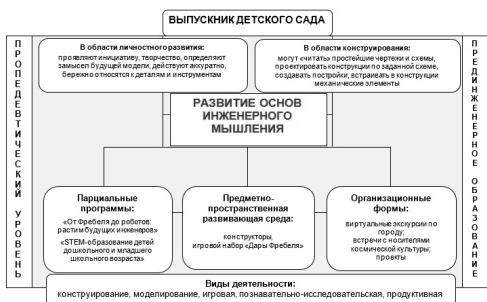 ВЫПУСКНИК ДЕТСКОГО САДА
ПРОПЕДЕВТИЧЕСКИЙ УРОВЕНЬ
В области личностного развития:
проявляют инициативу, творчество, определяют
замысел будущей модели, действуют аккуратно,
бережно относятся к деталям и инструментам
В области конструирования:
могут «читать» простейшие чертежи и схемы,
проектировать конструкции по заданной схеме,
создавать постройки, встраивать в конструкции
механические элементы
ПРЕДИНЖЕНЕРНОЕ ОБРАЗОВАНИЕ
РАЗВИТИЕ ОСНОВ
ИНЖЕНЕРНОГО
МЫШЛЕНИЯ
Парциальные
программы:
«От Фребеля до роботов:
растим будущих инженеров»
«STEM-образование детей
дошкольного и младшего
школьного возраста»
Предметно-
пространственная
развивающая среда:
конструкторы,
игровой набор «Дары Фребеля»
Организационные
формы:
виртуальные экскурсии по
городу;
встречи с носителями
космической культуры;
проекты
Виды деятельности:
конструирование, моделирование, игровая, познавательно-исследовательская, продуктивная